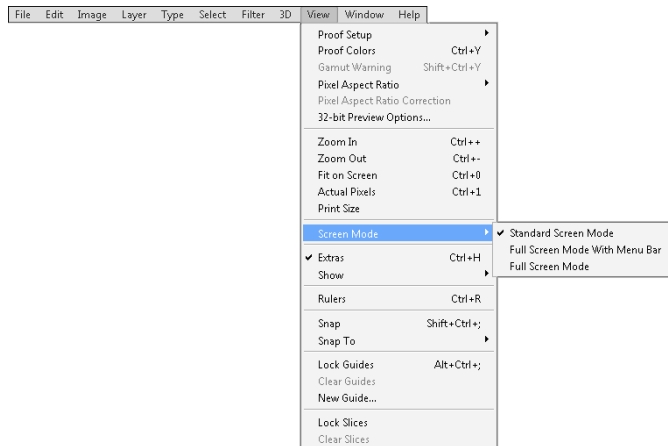 File Edit Image Layer Type Select Filter 3D View Window Help
Proof Setup
Proof Colors Ctrl+Y
Gamut Warning Shift+Ctrl+Y
Pixel Aspect Ratio
Pixel Aspect Ratio Correction
32-bit Preview Options...
Zoom In Ctrl++
Zoom Out Ctrl+-
Fit on Screen Ctrl+0
Actual Pixels Ctrl+1
Print Size
Screen Mode
Standard Screen Mode
Full Screen Mode With Menu Bar
Full Screen Mode
Extras Ctrl+H
Show
Rulers Ctrl+R
Snap Shift+Ctrl+;
Snap To
Lock Guides Alt+Ctrl+;
Clear Guides
New Guide...
Lock Slices
Clear Slices